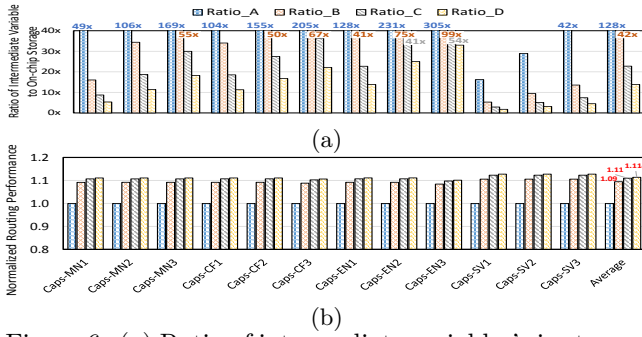 Ratio_A Ratio_B Ratio_C Ratio_D
49x 106x 169x 104x 155x 205x 128x 231x 305x 42x 128x
55x 50x 67x 41x 75x 99x 42x
41x 54x
Ratio of Intermediate Variable
to On-chip Storage
40x
30x
20x
10x
0x
(a)
Normalized Routing Performance
1.2
1.1
1.0
0.9
0.8
1.09 1.11 1.11
Caps-MN1 Caps-MN2 Caps-MN3 Caps-CF1 Caps-CF2 Caps-CF3 Caps-EN1 Caps-EN2 Caps-EN3 Caps-SV1 Caps-SV2 Caps-SV3 Average
(b)